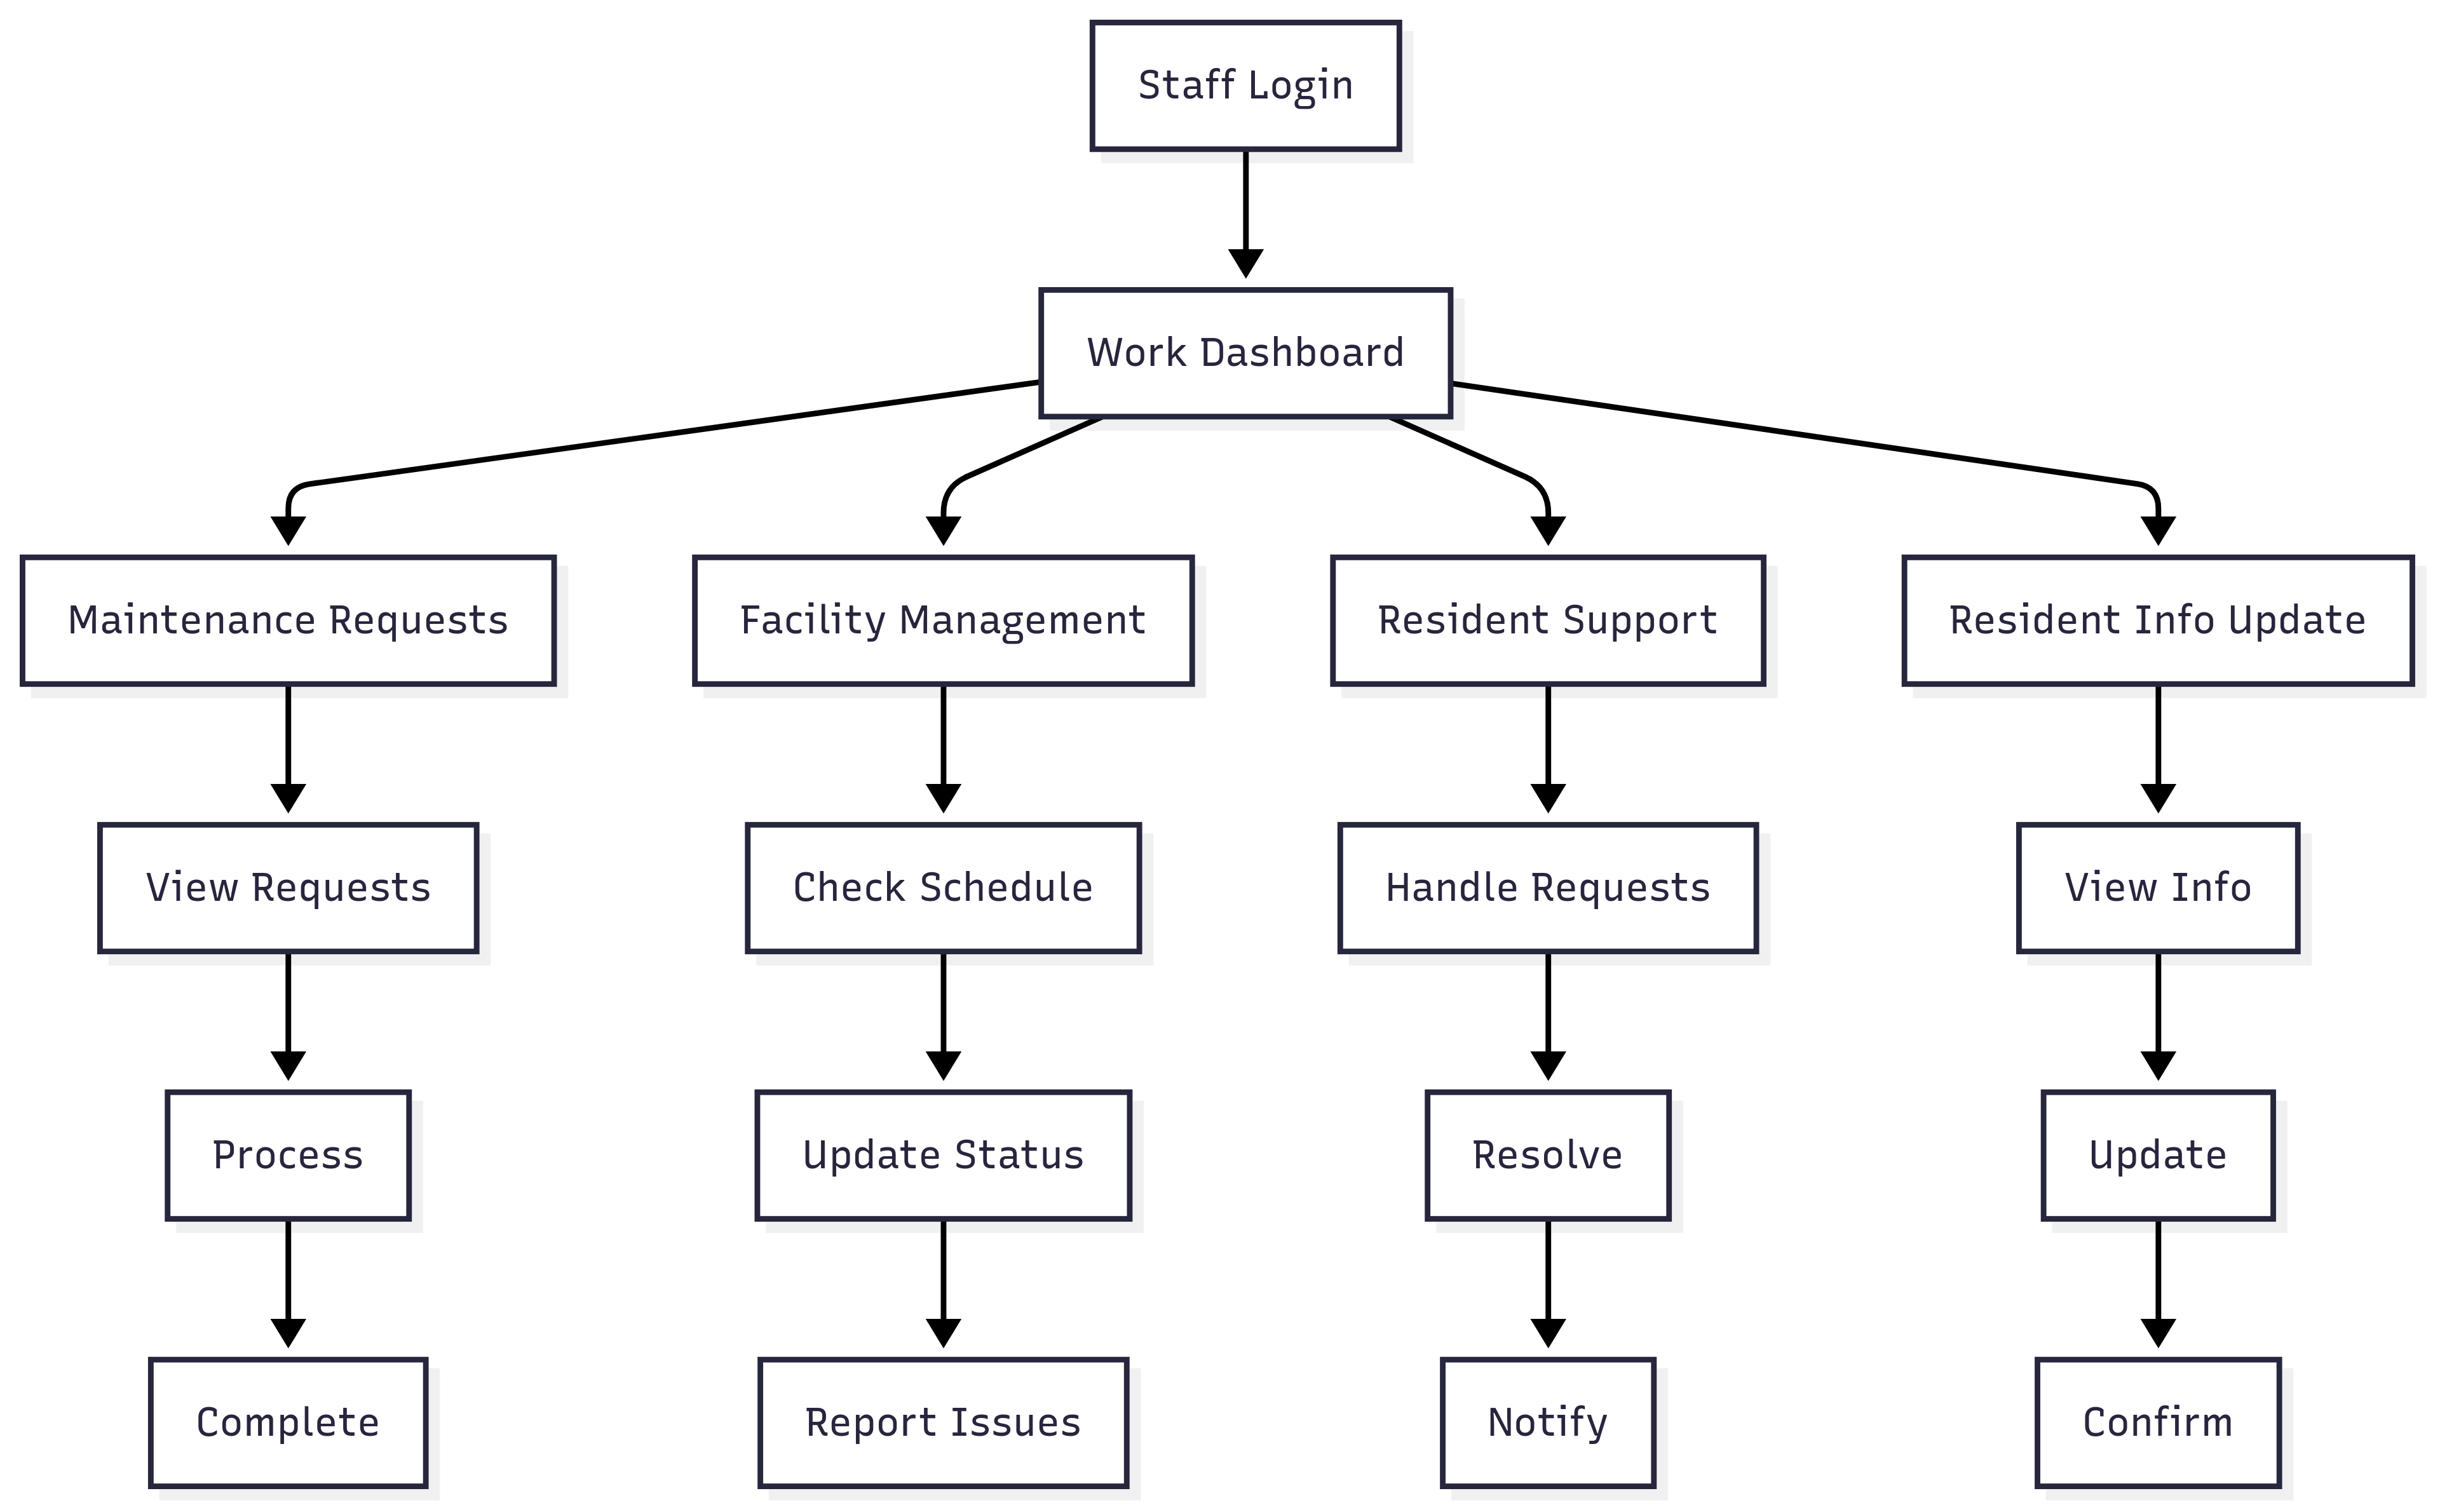 Staff Login
Work Dashboard
Maintenance Requests
Facility Management
Resident Support
Resident Info Update
View Requests
Check Schedule
Handle Requests
View Info
Process
Update Status
Resolve
Update
Complete
Report Issues
Notify
Confirm